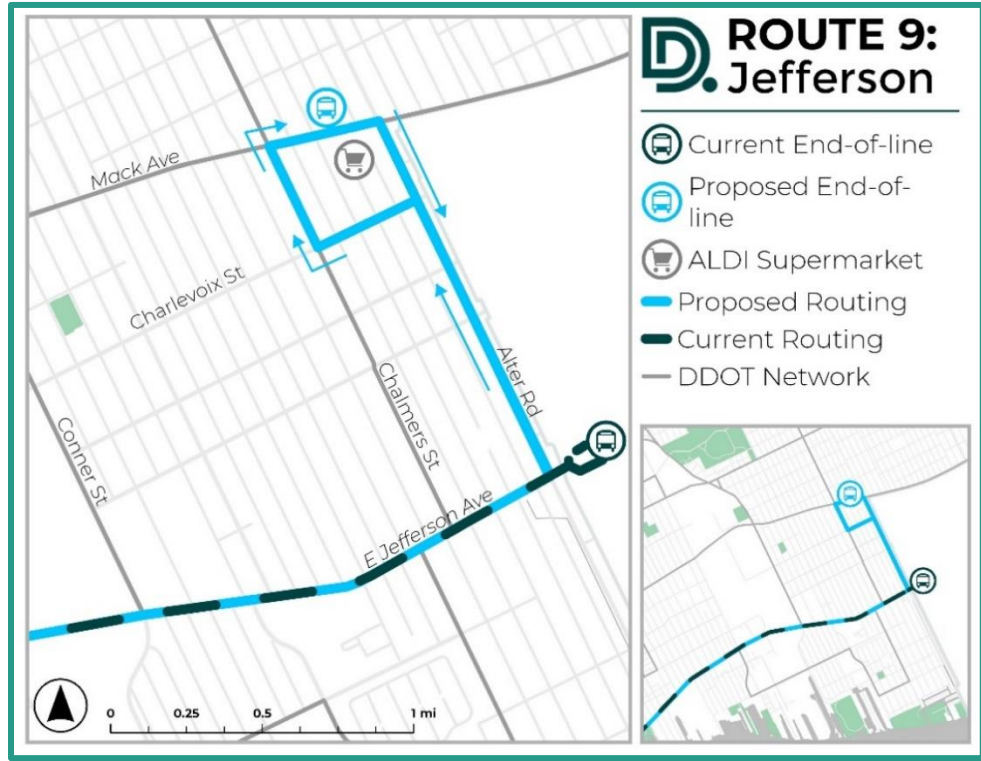 ROUTE 9:
Jefferson
Current End-of-line
Proposed End-of-
line
ALDI Supermarket
Proposed Routing
Current Routing
DDOT Network
Mack Ave
Charlevoix St
Chalmers St
Alter Rd
Conner St
E Jefferson Ave
0 0.25 0.5 1 mi